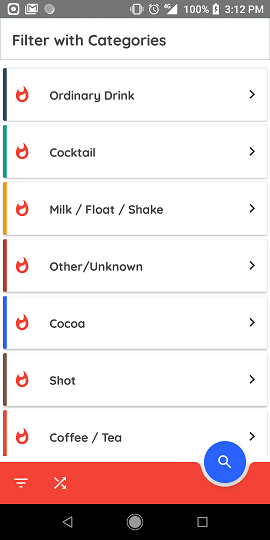 100% 3:12 PM
Filter with Categories
Ordinary Drink
Cocktail
Milk / Float / Shake
Other/Unknown
Cocoa
Shot
Coffee / Tea